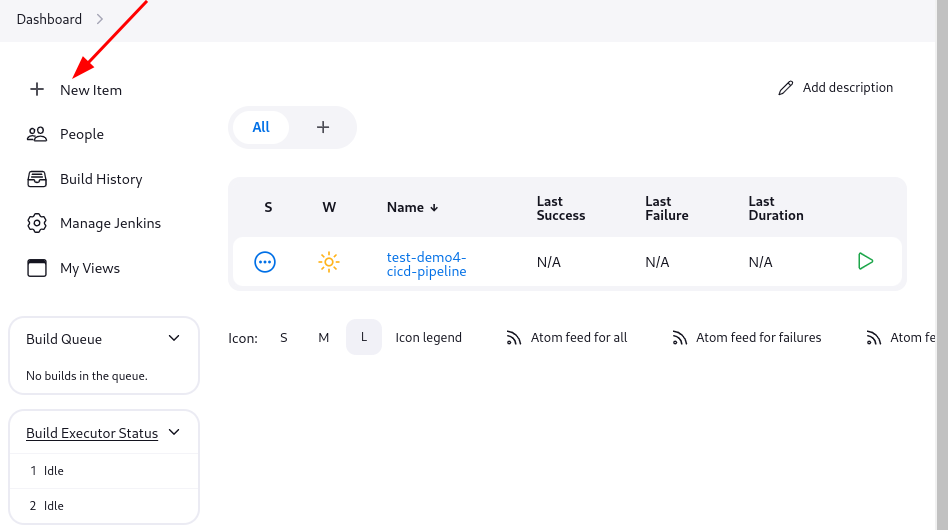 Dashboard
New Item
People
Build History
Manage Jenkins
My Views
Build Queue
No builds in the queue.
Build Executor Status
1 Idle
2 Idle
Add description
All +
S W Name ↓ Last Success Last Failure Last Duration
test-demo4-
cicd-pipeline
N/A N/A N/A
Icon: S M L Icon legend Atom feed for all Atom feed for failures Atom fe